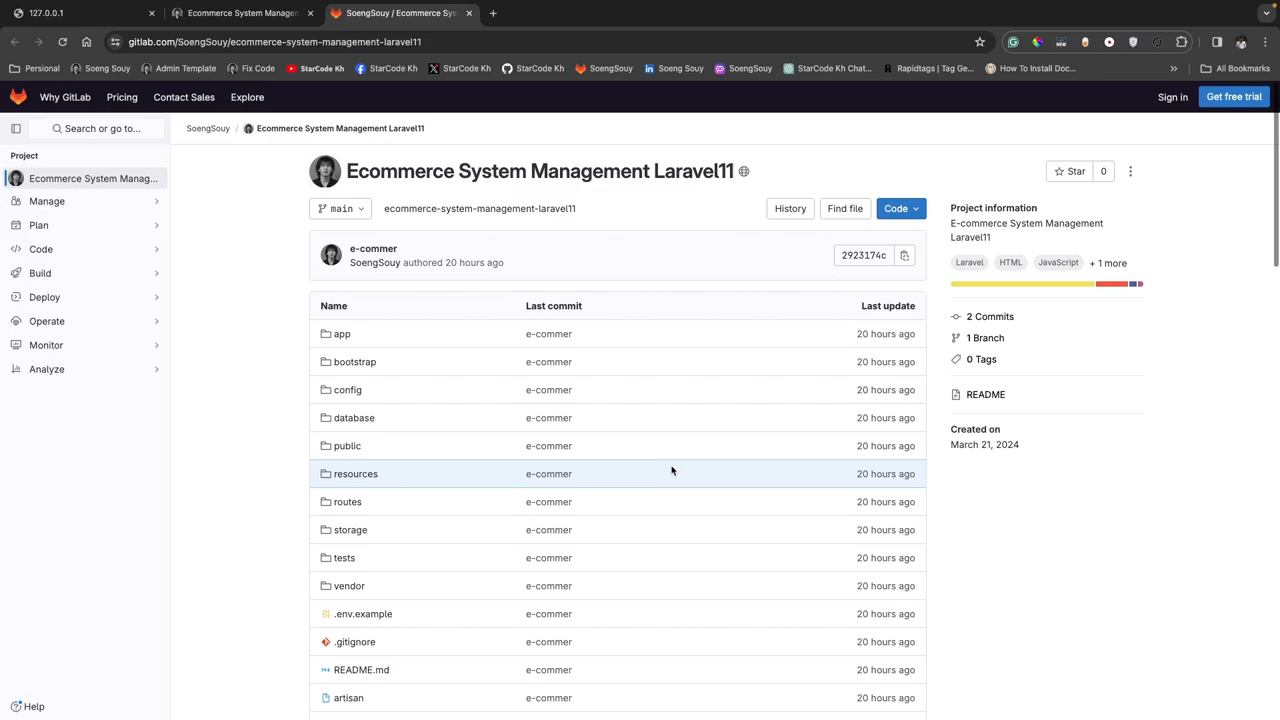 127.0.0.1
Ecommerce System Managemen
SoengSouy / Ecommerce Sys
gitlab.com/SoengSouy/ecommerce-system-management-laravel11
NEW
Personal
Soeng Souy
Admin Template
Fix Code
StarCode Kh
StarCode Kh
StarCode Kh
StarCode Kh
SoengSouy
Soeng Souy
SoengSouy
StarCode Kh Chat...
Rapidtags | Tag Ge...
How To Install Doc...
All Bookmarks
Why GitLab
Pricing
Contact Sales
Explore
Sign in
Get free trial
Search or go to...
SoengSouy / Ecommerce System Management Laravel11
Project
Ecommerce System Manag...
Manage
Plan
Code
Build
Deploy
Operate
Monitor
Analyze
Help
Ecommerce System Management Laravel11
Star 0
main
ecommerce-system-management-laravel11
History
Find file
Code
e-commer
SoengSouy authored 20 hours ago
2923174c
Name Last commit Last update
app e-commer 20 hours ago
bootstrap e-commer 20 hours ago
config e-commer 20 hours ago
database e-commer 20 hours ago
public e-commer 20 hours ago
resources e-commer 20 hours ago
routes e-commer 20 hours ago
storage e-commer 20 hours ago
tests e-commer 20 hours ago
vendor e-commer 20 hours ago
.env.example e-commer 20 hours ago
.gitignore e-commer 20 hours ago
README.md e-commer 20 hours ago
artisan e-commer 20 hours ago
Project information
E-commerce System Management
Laravel11
Laravel HTML JavaScript + 1 more
2 Commits
1 Branch
0 Tags
README
Created on
March 21, 2024